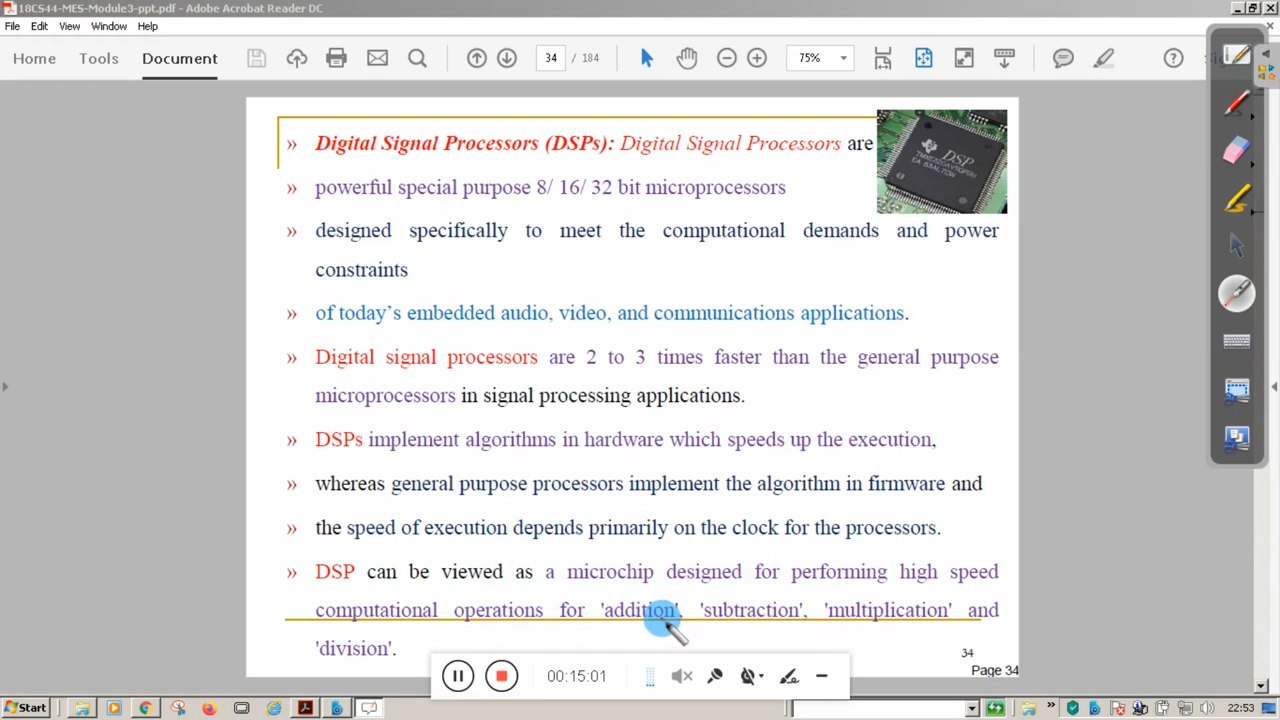 18CS44-MES-Module3-ppt.pdf - Adobe Acrobat Reader DC
File Edit View Window Help
Home Tools Document 34 / 184 75%
» Digital Signal Processors (DSPs): Digital Signal Processors are
» powerful special purpose 8/ 16/ 32 bit microprocessors
» designed specifically to meet the computational demands and power
constraints
» of today's embedded audio, video, and communications applications.
» Digital signal processors are 2 to 3 times faster than the general purpose
microprocessors in signal processing applications.
» DSPs implement algorithms in hardware which speeds up the execution,
» whereas general purpose processors implement the algorithm in firmware and
» the speed of execution depends primarily on the clock for the processors.
» DSP can be viewed as a microchip designed for performing high speed
computational operations for 'addition', 'subtraction', 'multiplication' and
'division'.
DSP
34
Page 34
00:15:01
Start
22:53